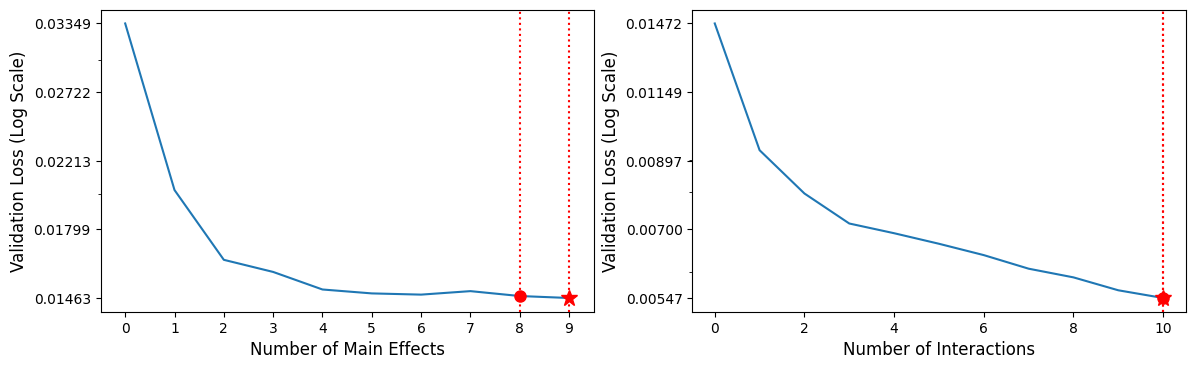 Validation Loss (Log Scale)
0.03349
0.02722
0.02213
0.01799
0.01463
0 1 2 3 4 5 6 7 8 9
Number of Main Effects
Validation Loss (Log Scale)
0.01472
0.01149
0.00897
0.00700
0.00547
0 2 4 6 8 10
Number of Interactions